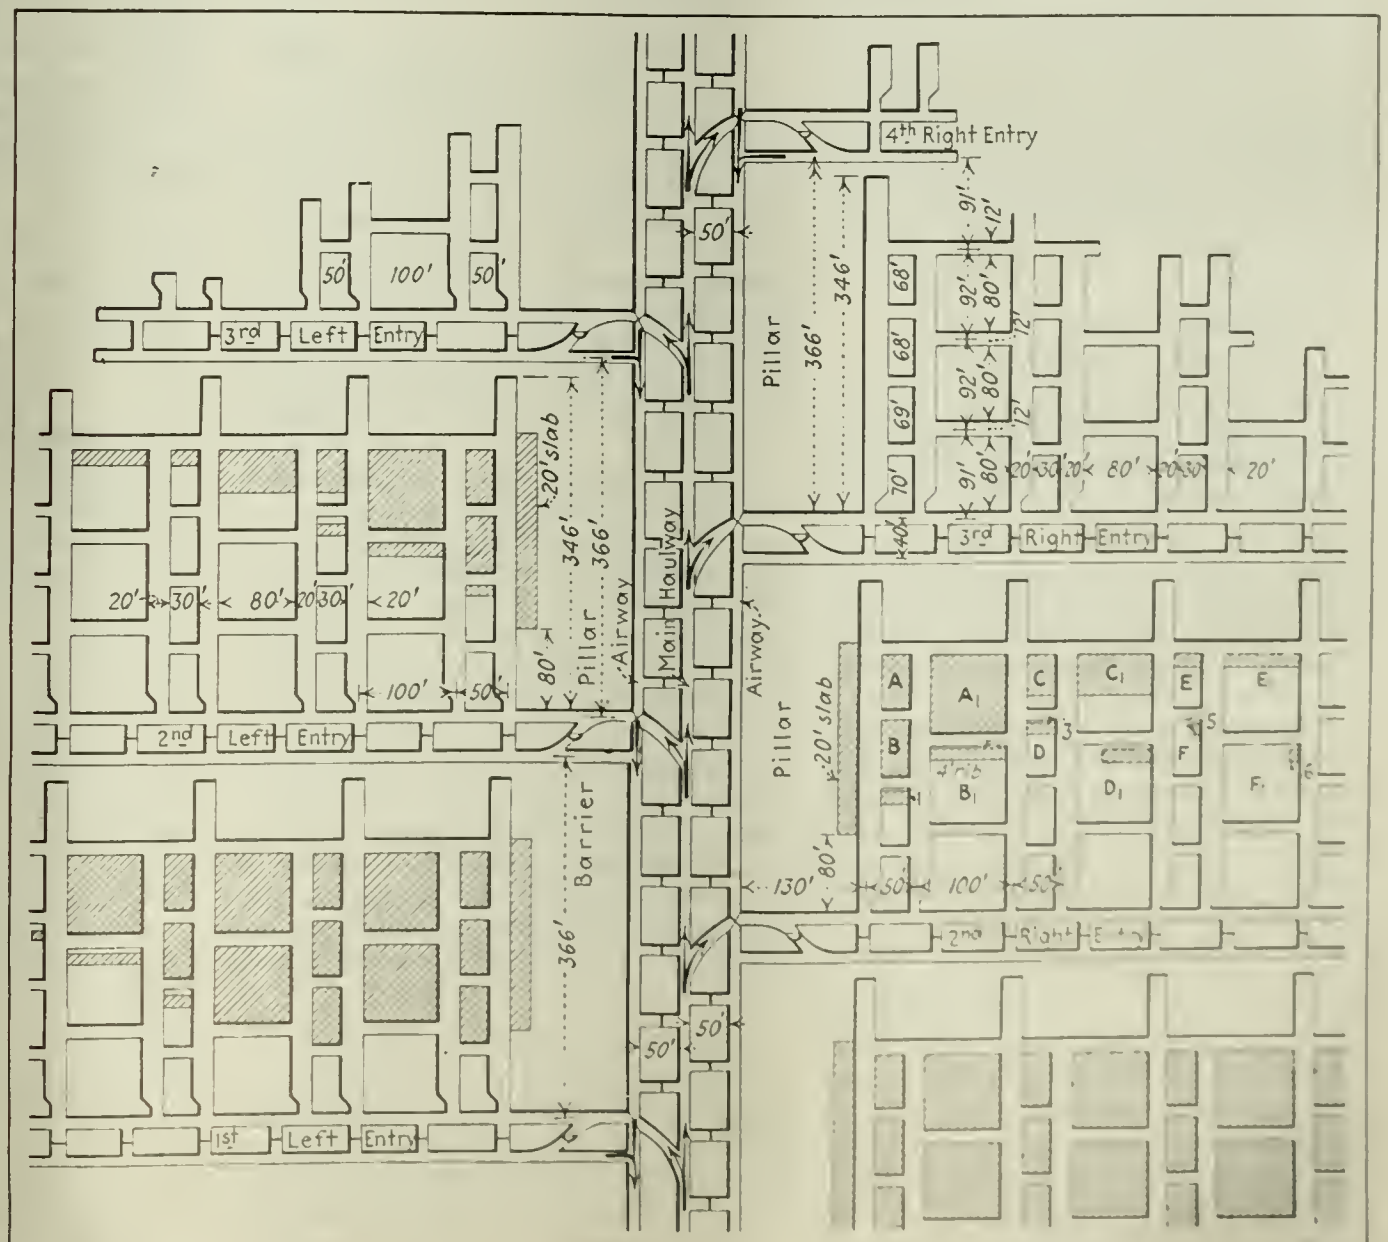 4th Right Entry
50'
91'
12'
Pillar
366'
346'
68'
92'
80'
12'
68'
92'
80'
12'
69'
70'
91'
80'
20'
30'
20'
80'
20'
30'
20'
40'
3rd Right Entry
50'
100'
50'
3rd Left Entry
20' slab
346'
366'
20'
30'
80'
20'
30'
20'
80'
Pillar
Airway
Main Haulway
Airway
100'
50'
2nd Left Entry
Barrier
366'
Pillar
20' slab
A
A1
C
C1
E
E
B
4' rib
B1
D
3
D1
F
5
F
6
1
130'
80'
50'
100'
50'
2nd Right Entry
50'
50'
1st Left Entry